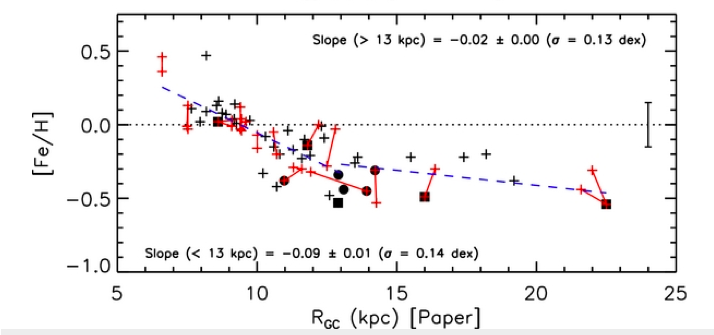 Slope (> 13 kpc) = −0.02 ± 0.00 (σ = 0.13 dex)
0.5
0.0
−0.5
−1.0
[Fe/H]
Slope (< 13 kpc) = −0.09 ± 0.01 (σ = 0.14 dex)
5 10 15 20 25
R_GC (kpc) [Paper]